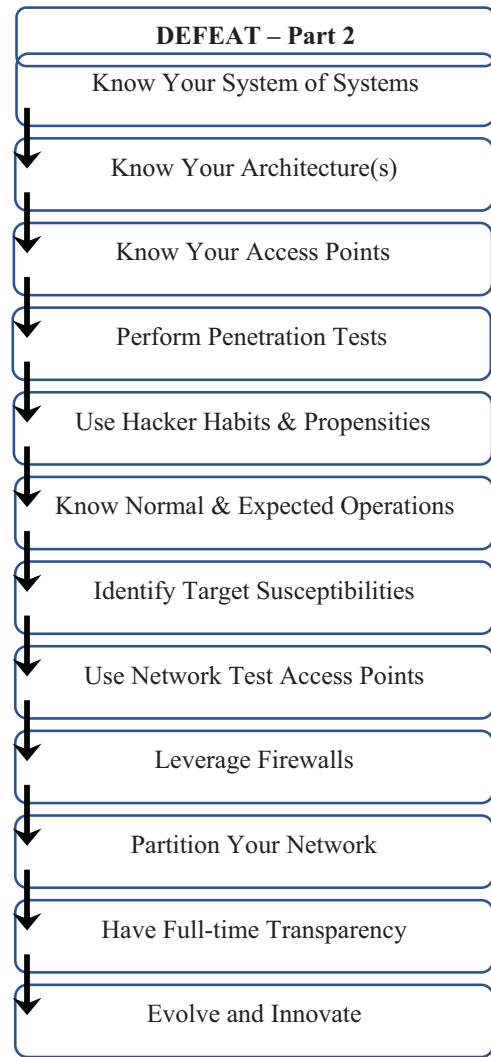 DEFEAT – Part 2
Know Your System of Systems
Know Your Architecture(s)
Know Your Access Points
Perform Penetration Tests
Use Hacker Habits & Propensities
Know Normal & Expected Operations
Identify Target Susceptibilities
Use Network Test Access Points
Leverage Firewalls
Partition Your Network
Have Full-time Transparency
Evolve and Innovate